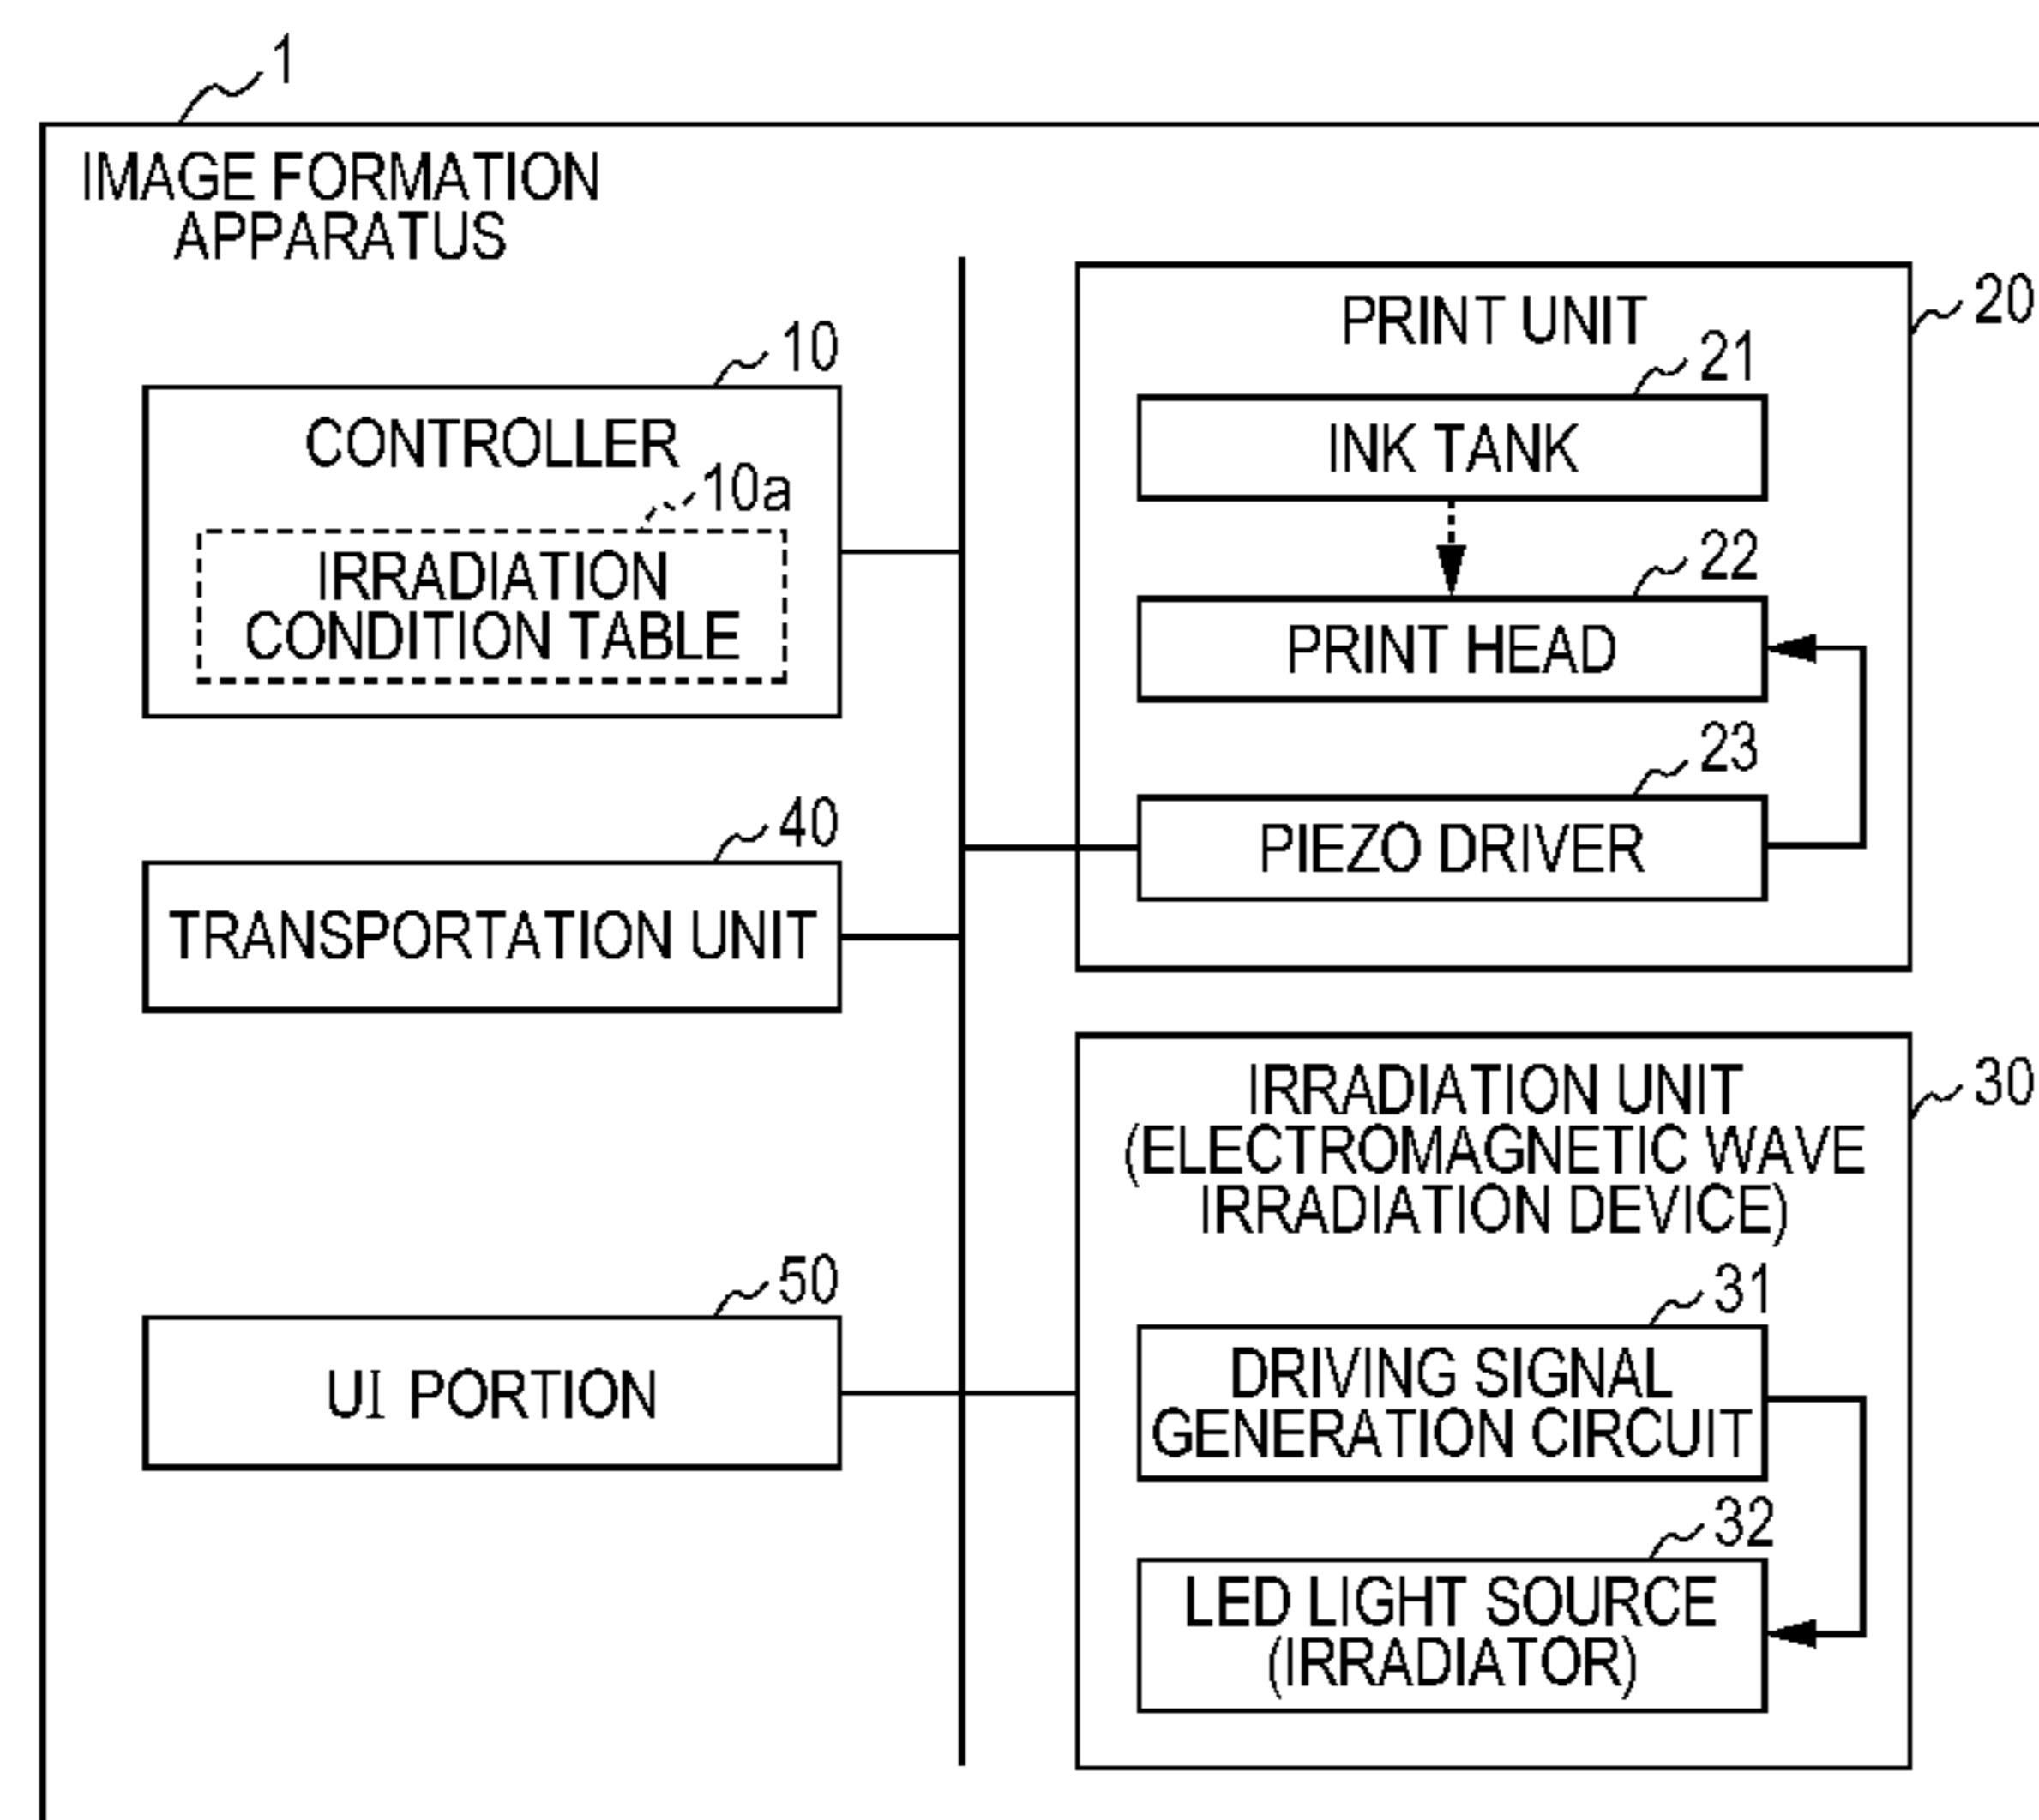 1
IMAGE FORMATION
APPARATUS
10
CONTROLLER
10a
IRRADIATION
CONDITION TABLE
40
TRANSPORTATION UNIT
50
UI PORTION
20
PRINT UNIT
21
INK TANK
22
PRINT HEAD
23
PIEZO DRIVER
30
IRRADIATION UNIT
(ELECTROMAGNETIC WAVE
IRRADIATION DEVICE)
31
DRIVING SIGNAL
GENERATION CIRCUIT
32
LED LIGHT SOURCE
(IRRADIATOR)